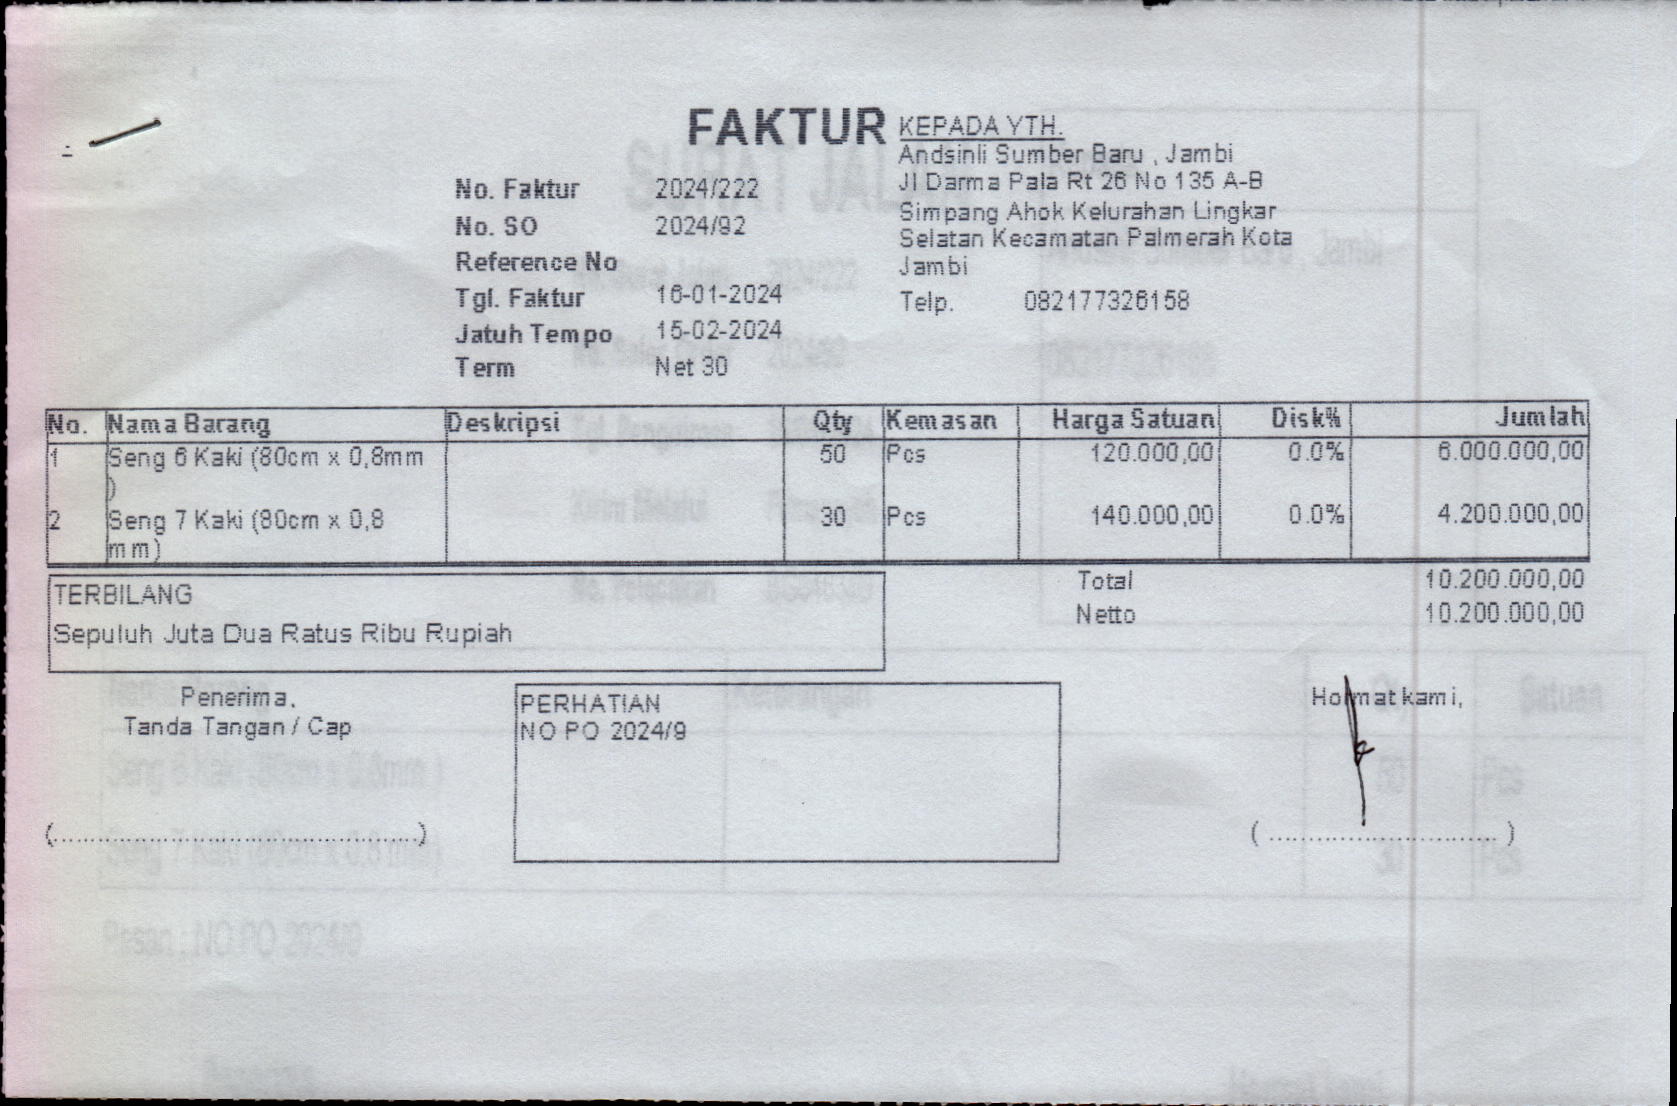 FAKTUR
KEPADA YTH.
Andsinli Sumber Baru , Jambi
Jl Darma Pala Rt 26 No 135 A-B
Simpang Ahok Kelurahan Lingkar
Selatan Kecamatan Palmerah Kota
Jambi
Telp. 082177326158
No. Faktur 2024/222
No. SO 2024/92
Reference No
Tgl. Faktur 16-01-2024
Jatuh Tempo 15-02-2024
Term Net 30
No. Nama Barang Deskripsi Qty Kemasan Harga Satuan Disk% Jumlah
1 Seng 6 Kaki (80cm x 0,8mm 50 Pcs 120.000,00 0.0% 6.000.000,00
)
2 Seng 7 Kaki (80cm x 0,8 30 Pcs 140.000,00 0.0% 4.200.000,00
mm)
Total 10.200.000,00
Netto 10.200.000,00
TERBILANG
Sepuluh Juta Dua Ratus Ribu Rupiah
Penerima.
Tanda Tangan / Cap
(..........................................)
PERHATIAN
NO PO 2024/9
Hormat kami,
( .......................... )